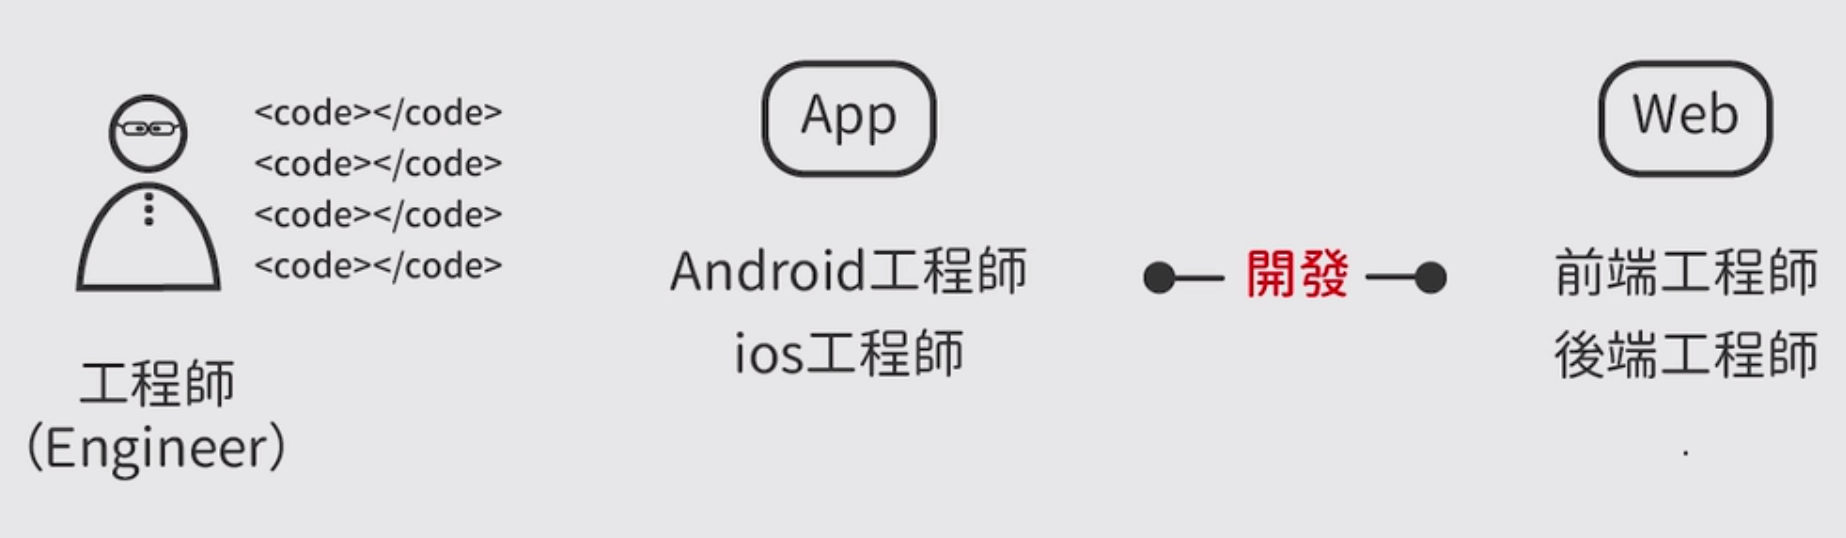 <code></code>
<code></code>
<code></code>
<code></code>
工程師
(Engineer)
App
Android工程師
ios工程師
開發
Web
前端工程師
後端工程師